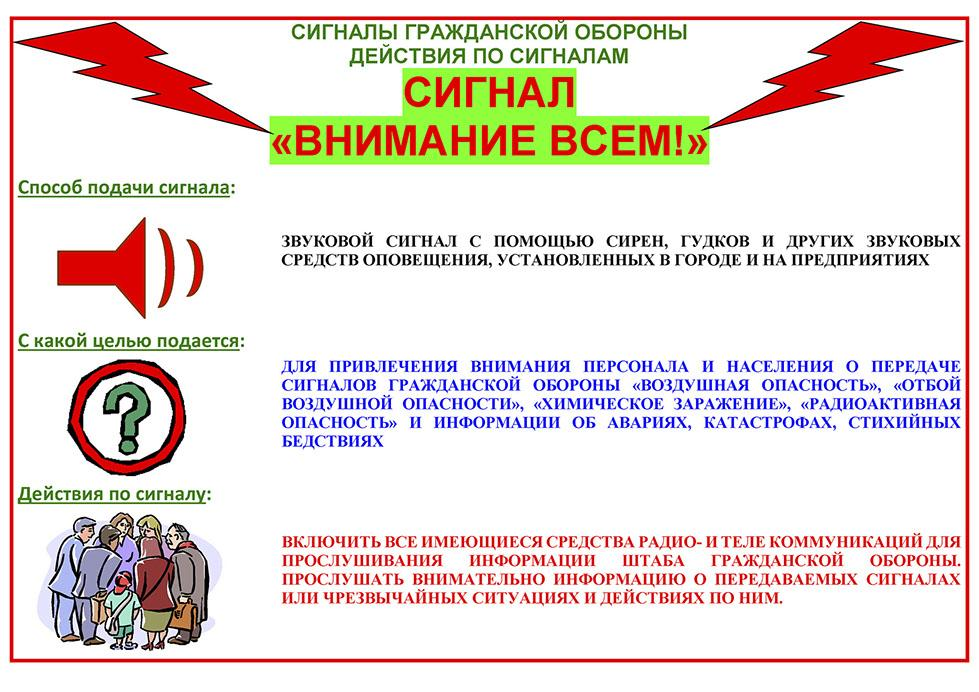 СИГНАЛЫ ГРАЖДАНСКОЙ ОБОРОНЫ
ДЕЙСТВИЯ ПО СИГНАЛАМ
СИГНАЛ
«ВНИМАНИЕ ВСЕМ!»
Способ подачи сигнала:
ЗВУКОВОЙ СИГНАЛ С ПОМОЩЬЮ СИРЕН, ГУДКОВ И ДРУГИХ ЗВУКОВЫХ
СРЕДСТВ ОПОВЕЩЕНИЯ, УСТАНОВЛЕННЫХ В ГОРОДЕ И НА ПРЕДПРИЯТИЯХ
С какой целью подается:
ДЛЯ ПРИВЛЕЧЕНИЯ ВНИМАНИЯ ПЕРСОНАЛА И НАСЕЛЕНИЯ О ПЕРЕДАЧЕ
СИГНАЛОВ ГРАЖДАНСКОЙ ОБОРОНЫ «ВОЗДУШНАЯ ОПАСНОСТЬ», «ОТБОЙ
ВОЗДУШНОЙ ОПАСНОСТИ», «ХИМИЧЕСКОЕ ЗАРАЖЕНИЕ», «РАДИОАКТИВНАЯ
ОПАСНОСТЬ» И ИНФОРМАЦИИ ОБ АВАРИЯХ, КАТАСТРОФАХ, СТИХИЙНЫХ
БЕДСТВИЯХ
Действия по сигналу:
ВКЛЮЧИТЬ ВСЕ ИМЕЮЩИЕСЯ СРЕДСТВА РАДИО- И ТЕЛЕ КОММУНИКАЦИЙ ДЛЯ
ПРОСЛУШИВАНИЯ ИНФОРМАЦИИ ШТАБА ГРАЖДАНСКОЙ ОБОРОНЫ.
ПРОСЛУШАТЬ ВНИМАТЕЛЬНО ИНФОРМАЦИЮ О ПЕРЕДАВАЕМЫХ СИГНАЛАХ
ИЛИ ЧРЕЗВЫЧАЙНЫХ СИТУАЦИЯХ И ДЕЙСТВИЯХ ПО НИМ.